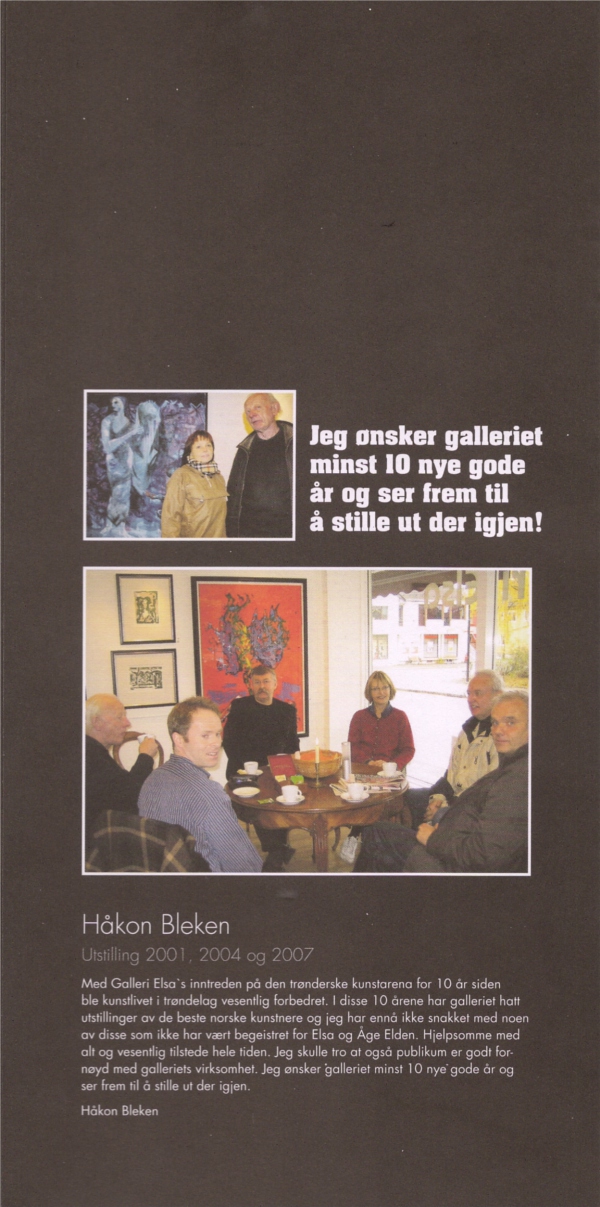 Jeg ønsker galleriet
minst 10 nye gode
år og ser frem til
å stille ut der igjen!
Håkon Bleken
Utstilling 2001, 2004 og 2007
Med Galleri Elsa`s inntreden på den trønderske kunstarena for 10 år siden
ble kunstlivet i trøndelag vesentlig forbedret. I disse 10 årene har galleriet hatt
utstillinger av de beste norske kunstnere og jeg har ennå ikke snakket med noen
av disse som ikke har vært begeistret for Elsa og Åge Elden. Hjelpsomme med
alt og vesentlig tilstede hele tiden. Jeg skulle tro at også publikum er godt for-
nøyd med galleriets virksomhet. Jeg ønsker galleriet minst 10 nye gode år og
ser frem til å stille ut der igjen.
Håkon Bleken